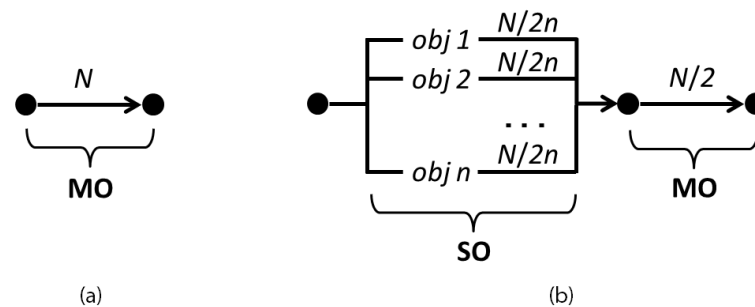 N
MO
(a)
obj 1 N/2n
obj 2 N/2n
...
obj n N/2n
SO
N/2
MO
(b)